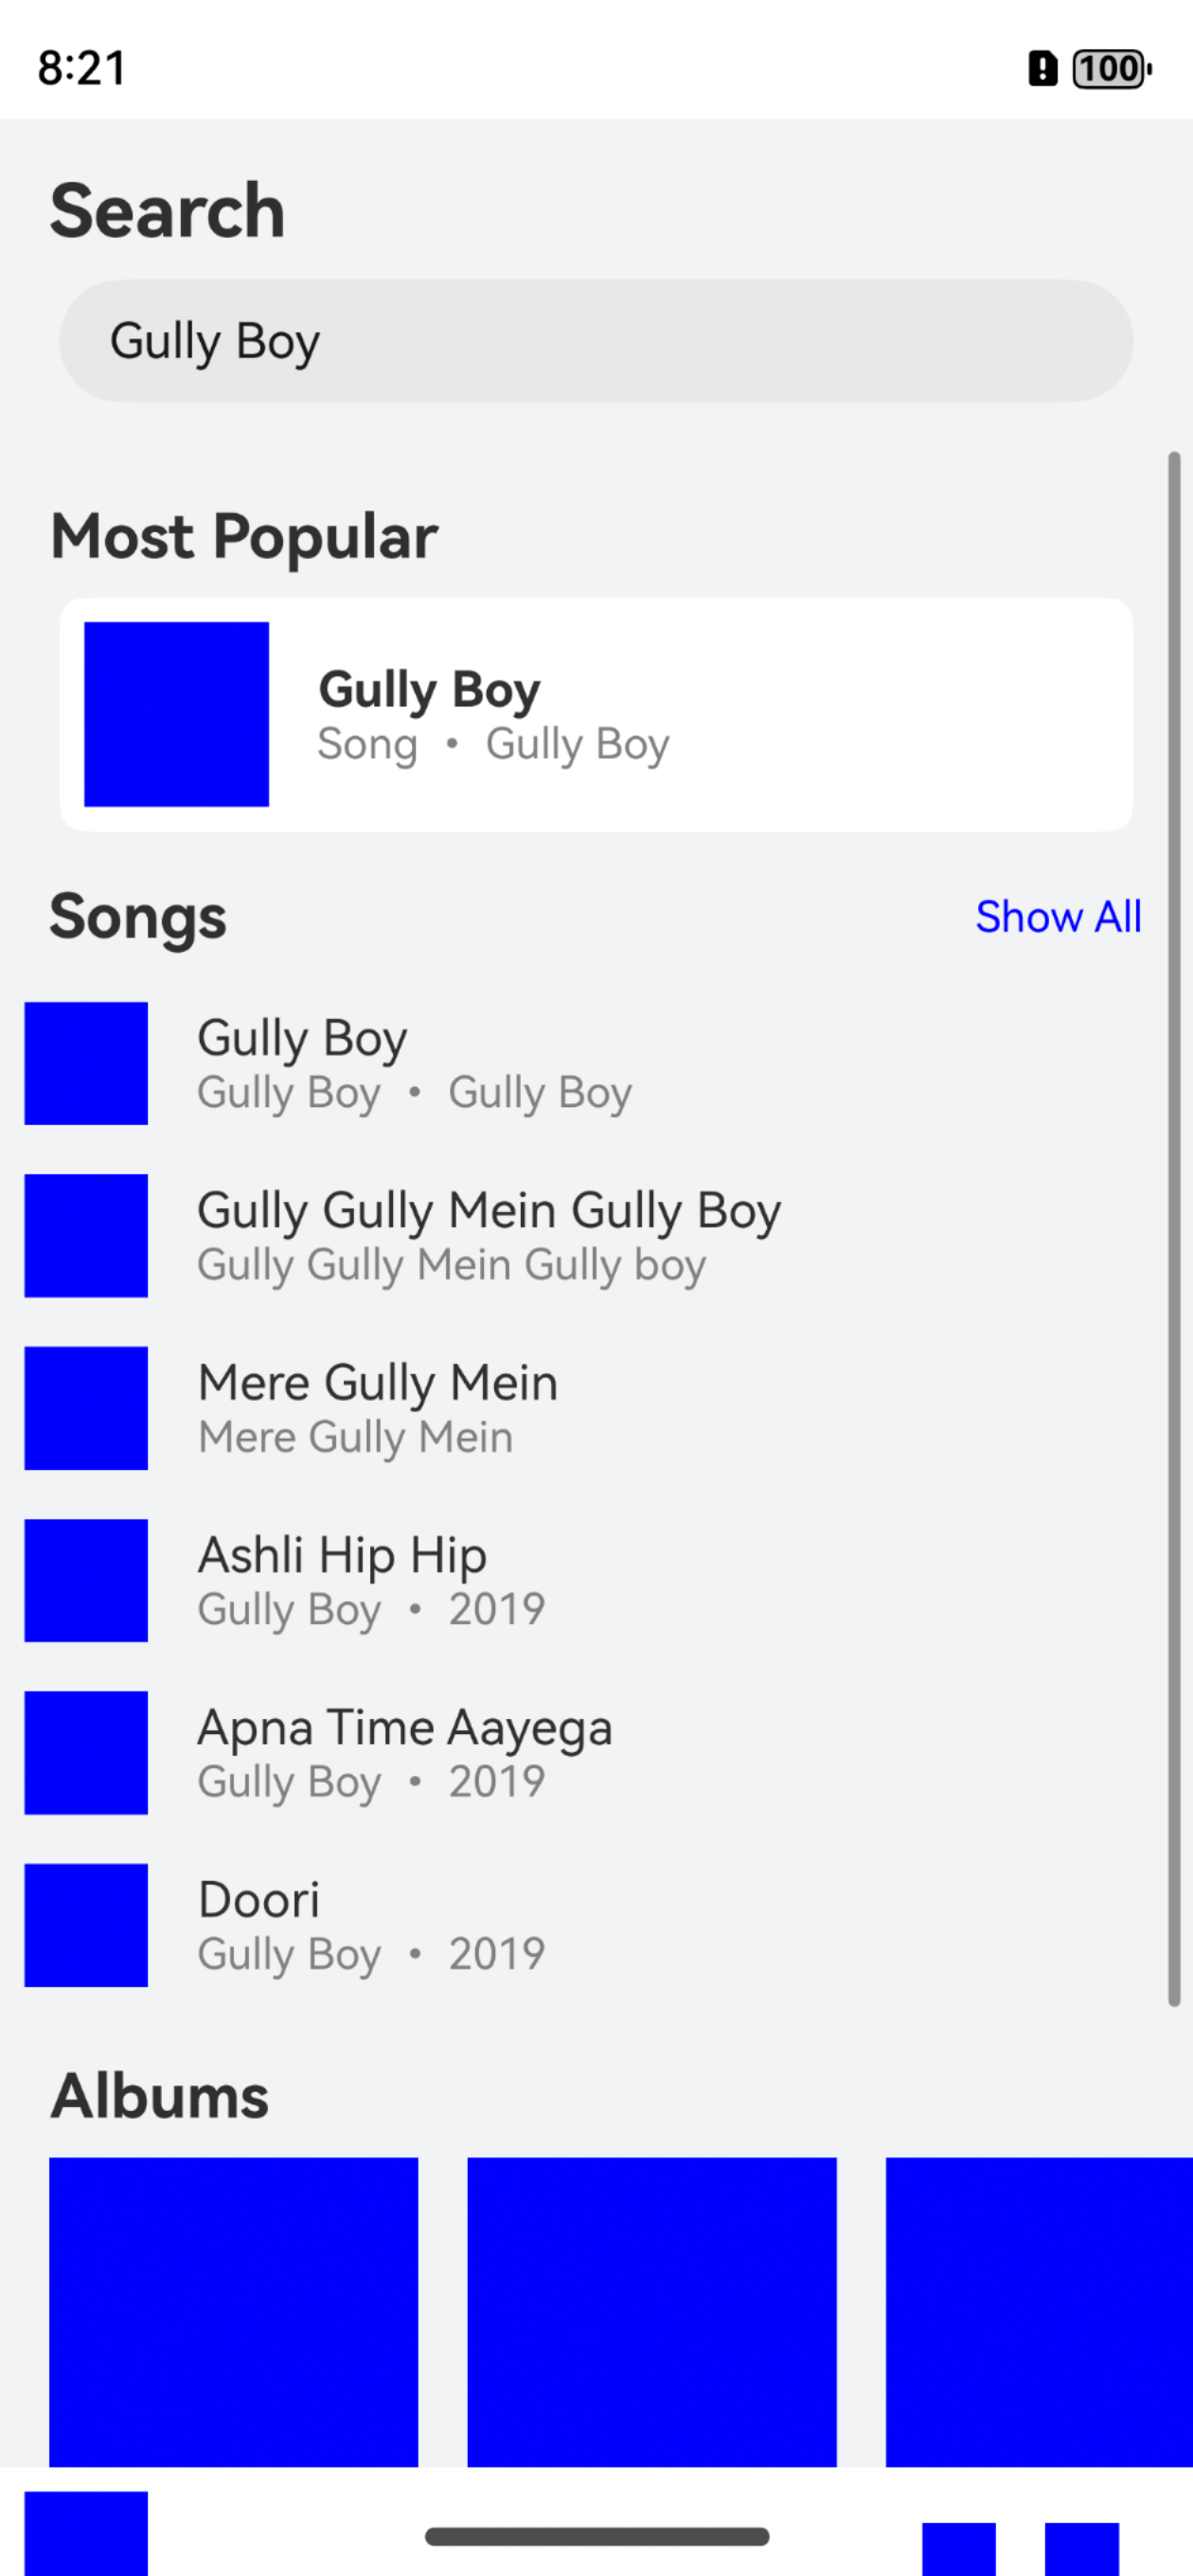 8:21
100
Search
Gully Boy
Most Popular
Gully Boy
Song • Gully Boy
Songs
Show All
Gully Boy
Gully Boy • Gully Boy
Gully Gully Mein Gully Boy
Gully Gully Mein Gully boy
Mere Gully Mein
Mere Gully Mein
Ashli Hip Hip
Gully Boy • 2019
Apna Time Aayega
Gully Boy • 2019
Doori
Gully Boy • 2019
Albums